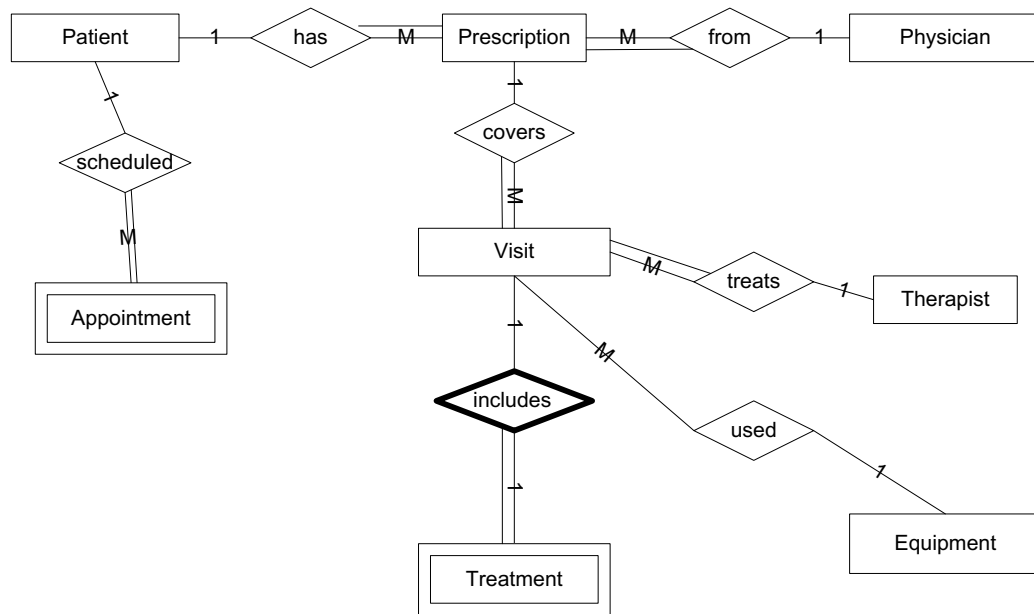 Patient 1 has M Prescription M from 1 Physician
1 1
scheduled covers
M M
Visit
M treats 1 Therapist
Appointment
1 M
includes used
1 1
Equipment
Treatment